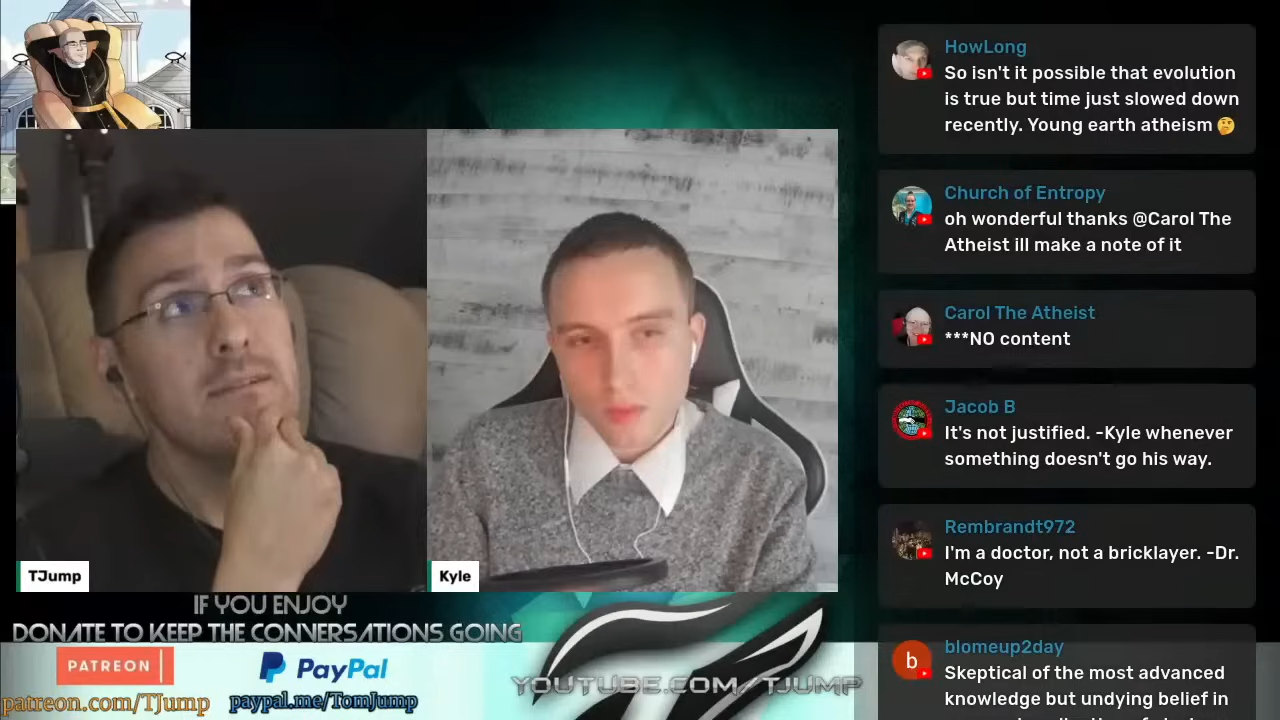 TJump
Kyle
IF YOU ENJOY
DONATE TO KEEP THE CONVERSATIONS GOING
PATREON
PayPal
patreon.com/TJump
paypal.me/TomJump
YOUTUBE.COM/TJUMP
HowLong
So isn't it possible that evolution
is true but time just slowed down
recently. Young earth atheism 🤔
Church of Entropy
oh wonderful thanks @Carol The
Atheist ill make a note of it
Carol The Atheist
***NO content
Jacob B
It's not justified. -Kyle whenever
something doesn't go his way.
Rembrandt972
I'm a doctor, not a bricklayer. -Dr.
McCoy
b
blomeup2day
Skeptical of the most advanced
knowledge but undying belief in